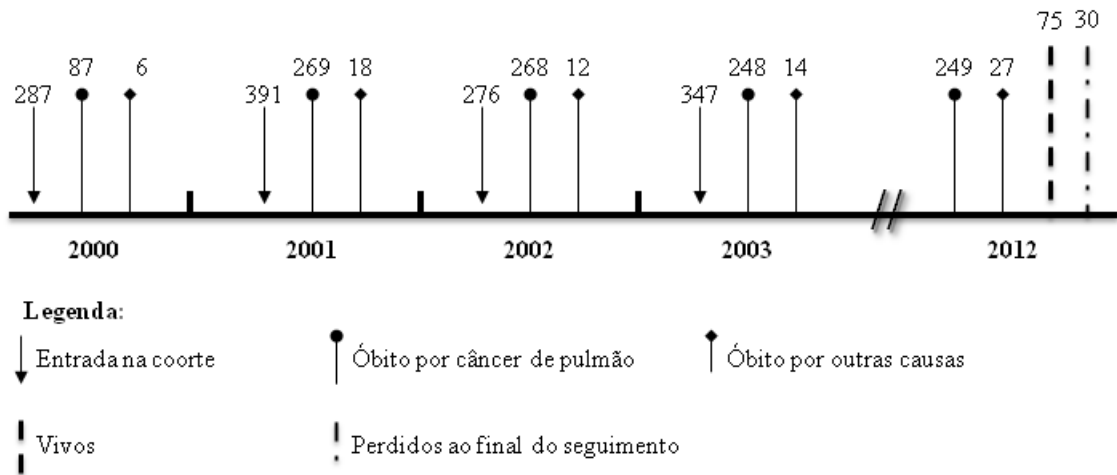 75 30
87 6 269 18 268 12 248 14 249 27
287 391 276 347
2000 2001 2002 2003 2012
Legenda:
Entrada na coorte Óbito por câncer de pulmão Óbito por outras causas
Vivos Perdidos ao final do seguimento